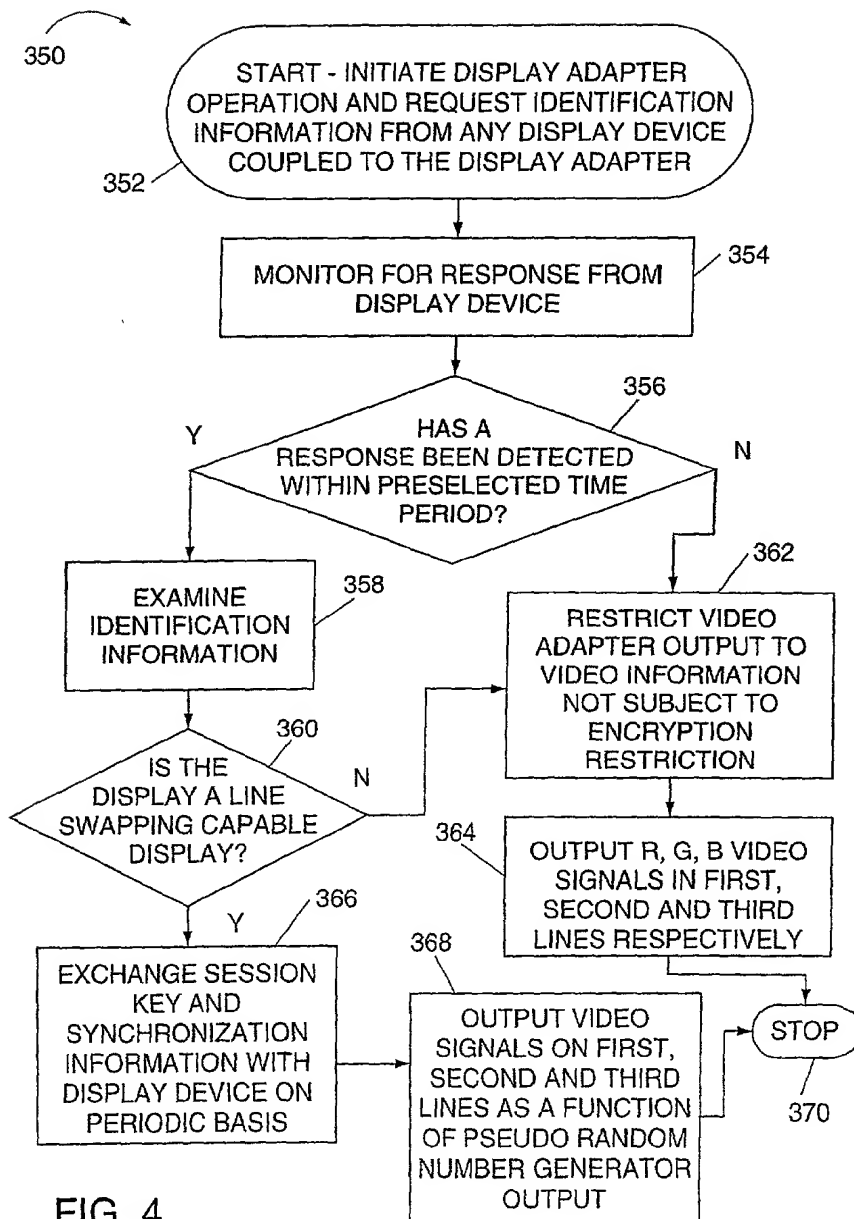 350
START - INITIATE DISPLAY ADAPTER
OPERATION AND REQUEST IDENTIFICATION
INFORMATION FROM ANY DISPLAY DEVICE
COUPLED TO THE DISPLAY ADAPTER
352
MONITOR FOR RESPONSE FROM
DISPLAY DEVICE
354
356
HAS A
RESPONSE BEEN DETECTED
WITHIN PRESELECTED TIME
PERIOD?
Y
N
358
EXAMINE
IDENTIFICATION
INFORMATION
362
RESTRICT VIDEO
ADAPTER OUTPUT TO
VIDEO INFORMATION
NOT SUBJECT TO
ENCRYPTION
RESTRICTION
360
IS THE
DISPLAY A LINE
SWAPPING CAPABLE
DISPLAY?
N
Y
364
OUTPUT R, G, B VIDEO
SIGNALS IN FIRST,
SECOND AND THIRD
LINES RESPECTIVELY
366
EXCHANGE SESSION
KEY AND
SYNCHRONIZATION
INFORMATION WITH
DISPLAY DEVICE ON
PERIODIC BASIS
368
OUTPUT VIDEO
SIGNALS ON FIRST,
SECOND AND THIRD
LINES AS A FUNCTION
OF PSEUDO RANDOM
NUMBER GENERATOR
OUTPUT
STOP
370
FIG. 4